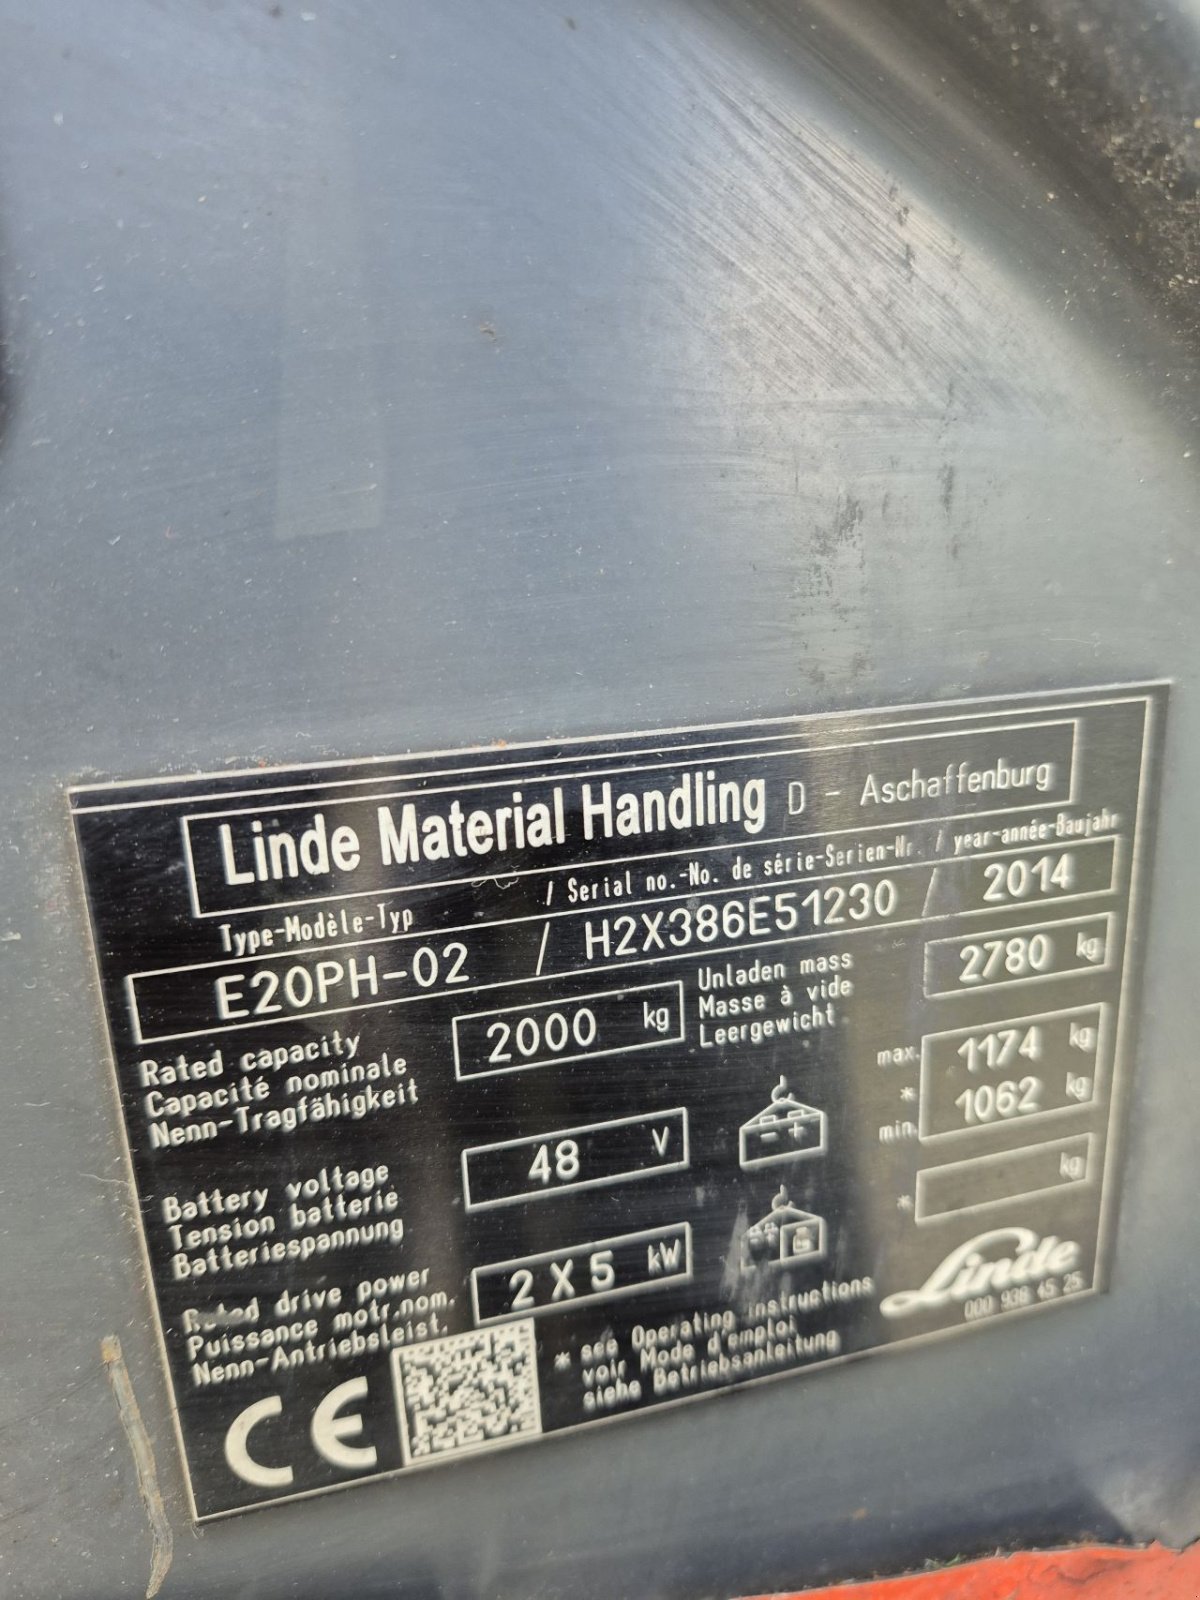 Linde Material Handling D - Aschaffenburg
Type-Modèle-Typ / Serial no.-No. de série-Serien-Nr. / year-année-Baujahr
E20PH-02 / H2X386E51230 / 2014
Rated capacity
Capacité nominale
Nenn-Tragfähigkeit
2000 kg
Unladen mass
Masse à vide
Leergewicht
2780 kg
Battery voltage
Tension batterie
Batteriespannung
48 V
max. 1174 kg
*
min. 1062 kg
* kg
Rated drive power
Puissance motr.nom.
Nenn-Antriebsleist.
2 X 5 kW
* see Operating instructions
voir Mode d'emploi
siehe Betriebsanleitung
Linde
000 936 45 25
CE